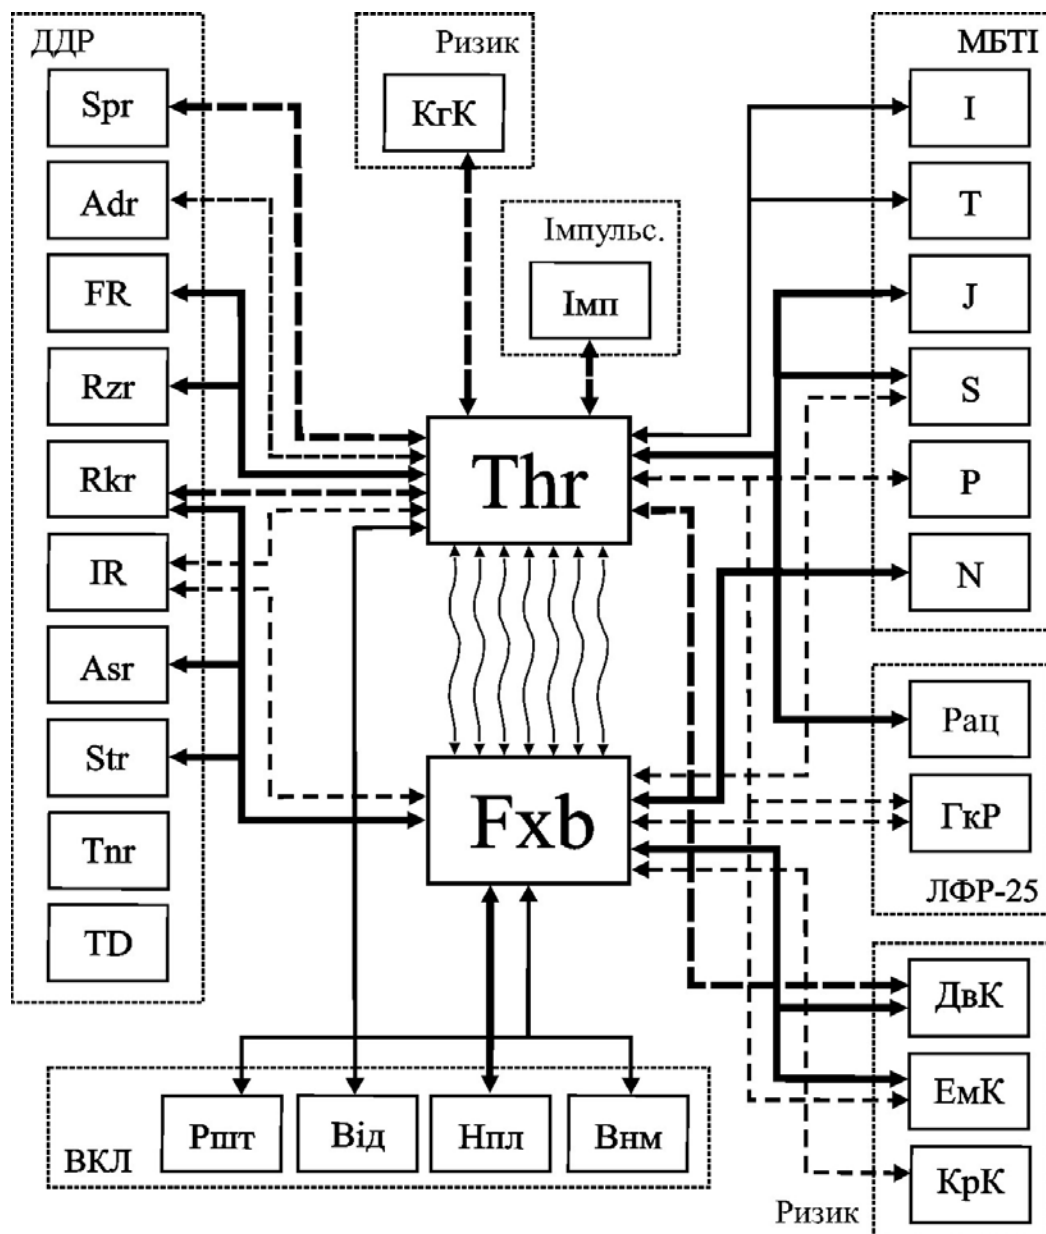 ДДР
Spr
Adr
FR
Rzr
Rkr
IR
Asr
Str
Tnr
TD
Ризик
КгК
Імпульс.
Імп
Thr
Fxb
МБТІ
I
T
J
S
P
N
Рац
ГкР
ЛФР-25
ДвК
ЕмК
КрК
Ризик
ВКЛ
Ршт
Від
Нпл
Внм